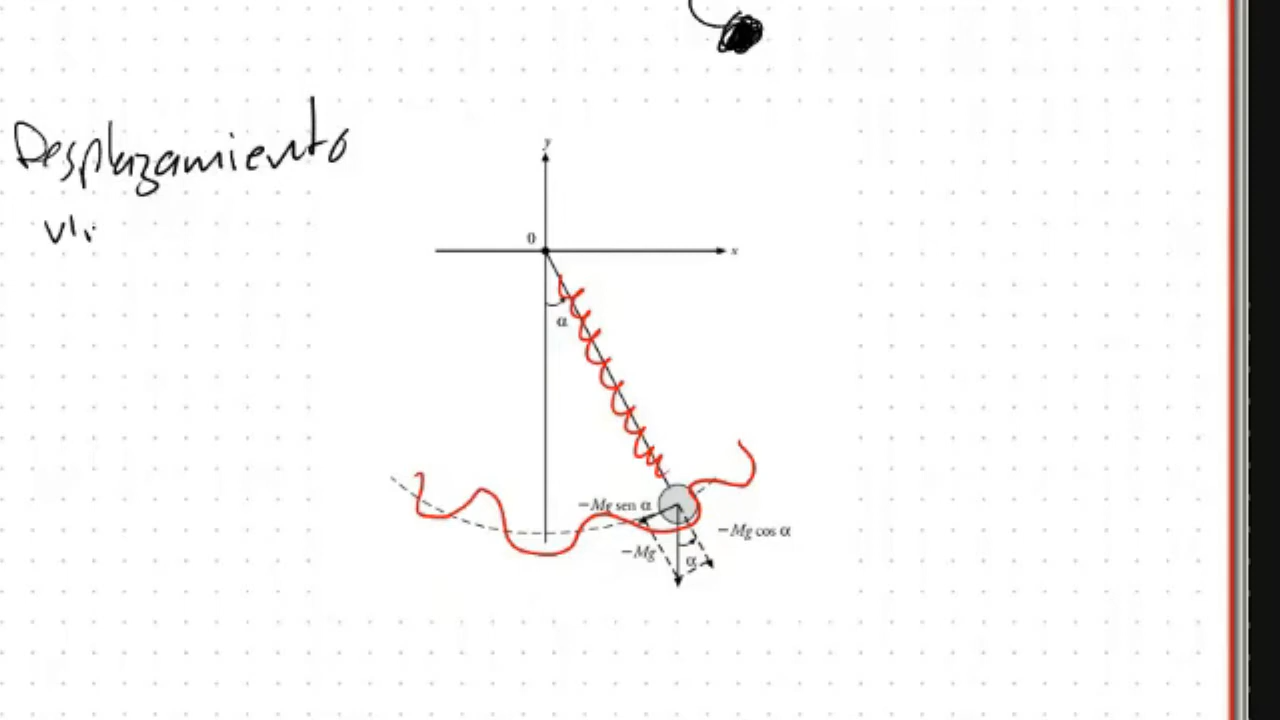 Desplazamiento
y
0
x
α
−Mg sen α
−Mg cos α
−Mg
α